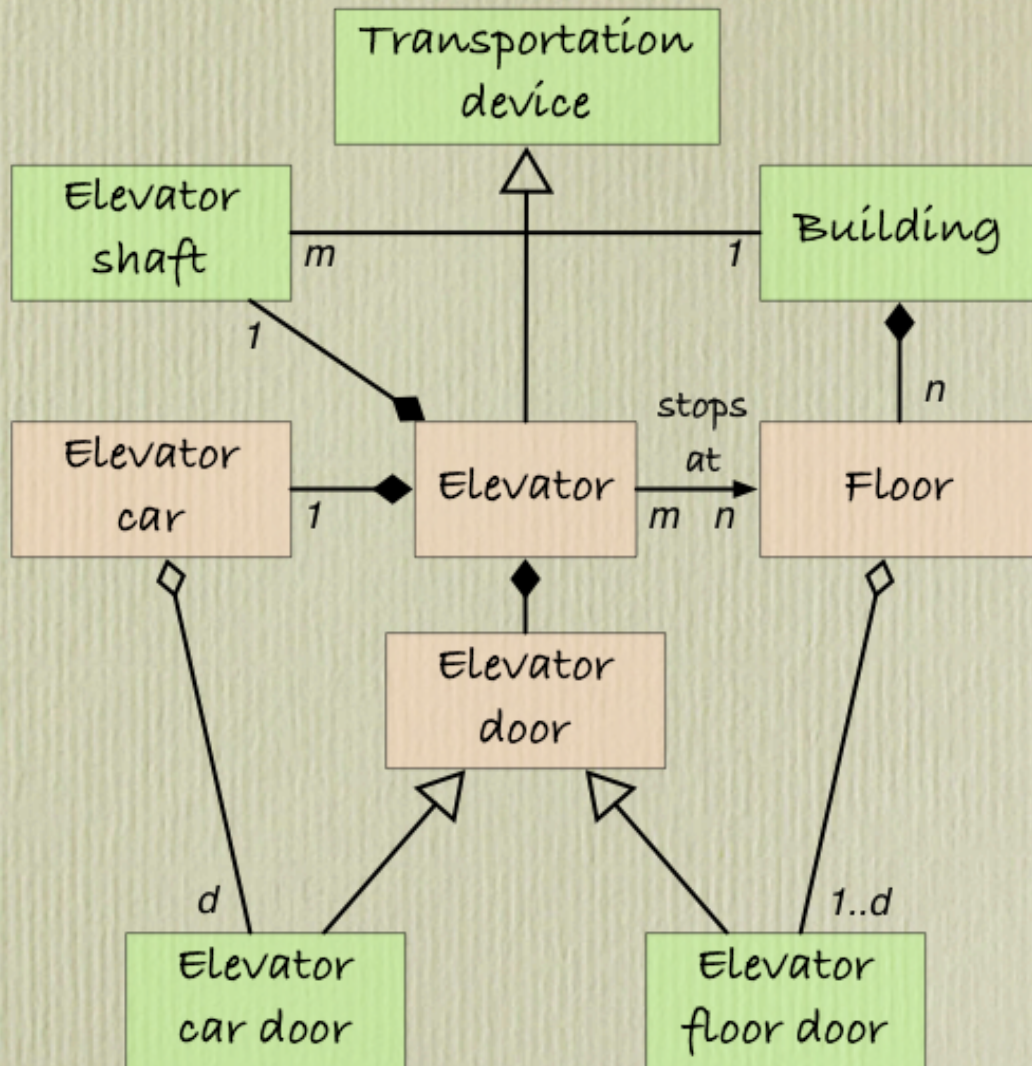 Transportation
device
Elevator
shaft
m
1
Building
1
n
Elevator
car
1
Elevator
stops
at
m n
Floor
Elevator
door
d
1..d
Elevator
car door
Elevator
floor door